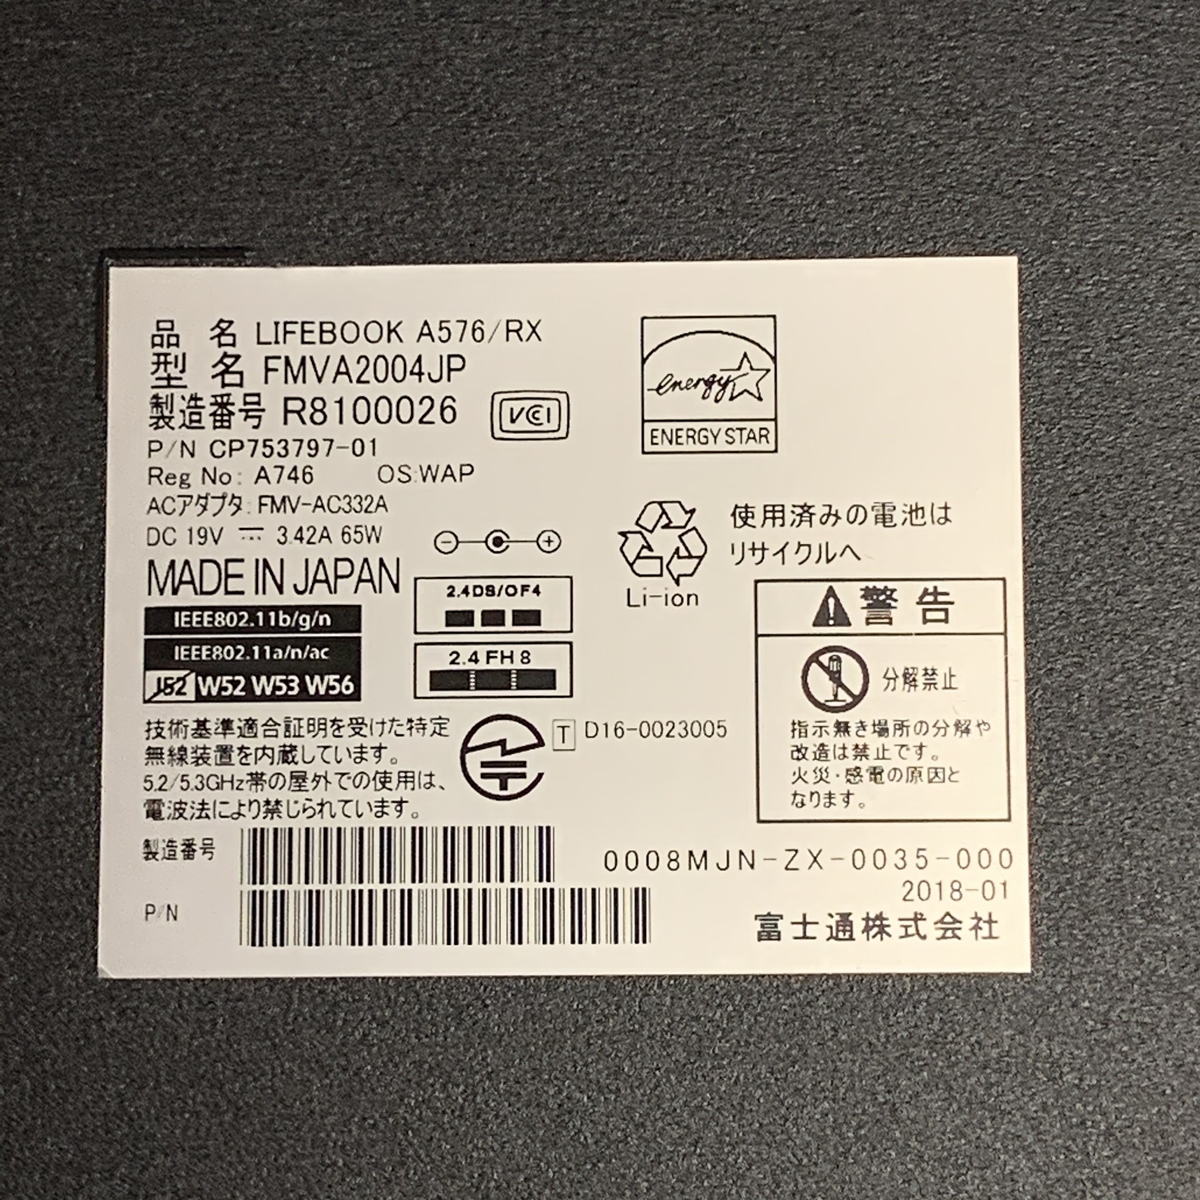 品 名 LIFEBOOK A576/RX
型 名 FMVA2004JP
製造番号 R8100026
VCCI
P/N CP753797-01
Reg No: A746 OS:WAP
ACアダプタ: FMV-AC332A
DC 19V ⎓ 3.42A 65W
MADE IN JAPAN
IEEE802.11b/g/n
IEEE802.11a/n/ac
J52 W52 W53 W56
2.4DS/OF4
2.4FH8
技術基準適合証明を受けた特定
無線装置を内蔵しています。
5.2/5.3GHz帯の屋外での使用は、
電波法により禁じられています。
T D16-0023005
energy
ENERGY STAR
Li-ion
使用済みの電池は
リサイクルへ
警告
分解禁止
指示無き場所の分解や
改造は禁止です。
火災・感電の原因と
なります。
製造番号
P/N
0008MJN-ZX-0035-000
2018-01
富士通株式会社